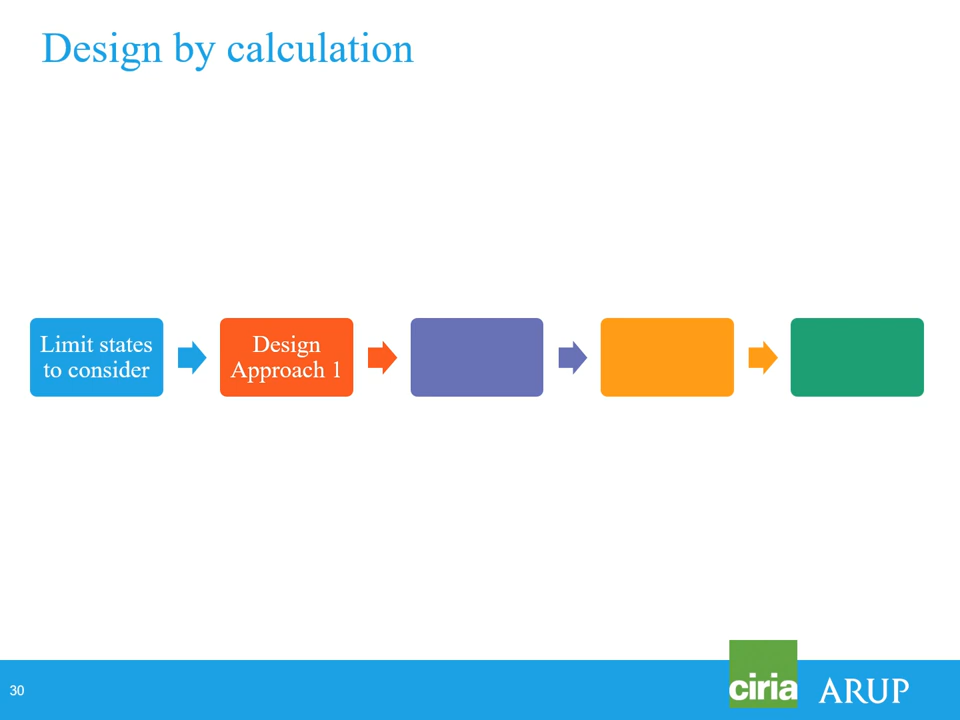 Design by calculation
Limit states
to consider
Design
Approach 1
30
ciria
ARUP